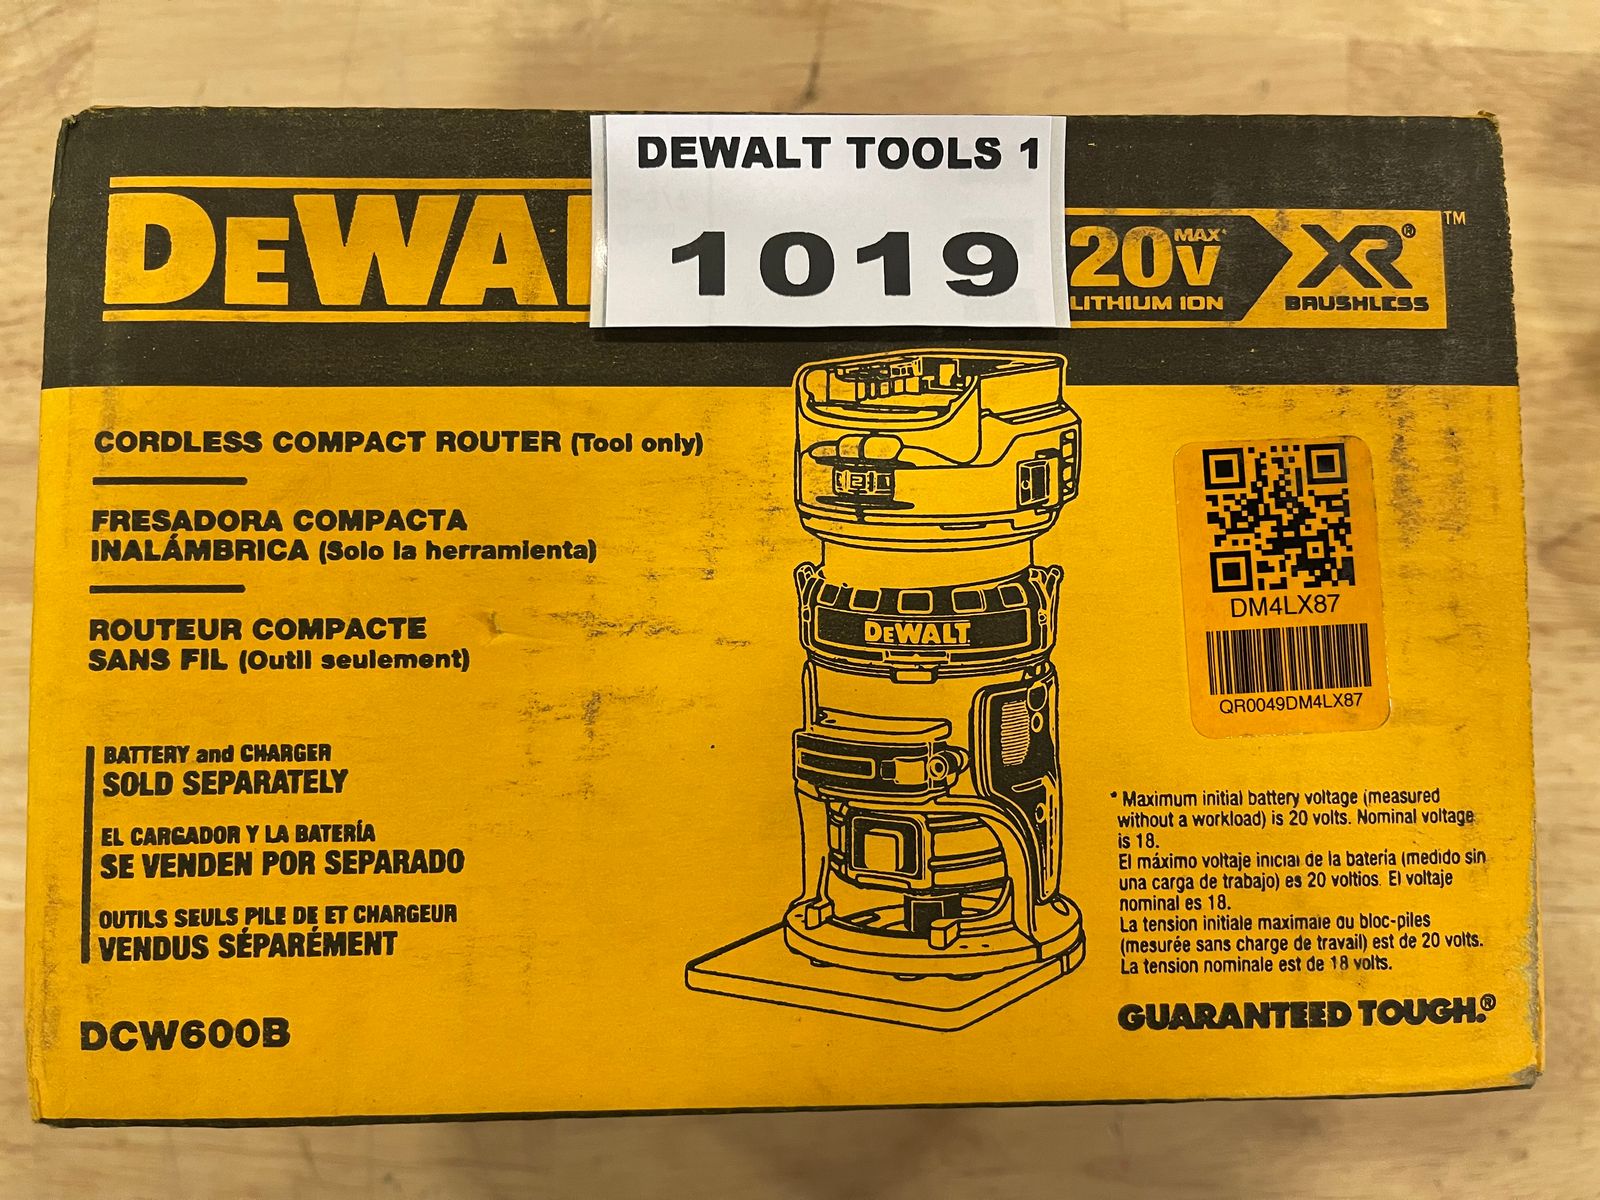 DEWALT TOOLS 1
1019
DEWA
20V MAX*
LITHIUM ION
XR®
BRUSHLESS
™
CORDLESS COMPACT ROUTER (Tool only)
FRESADORA COMPACTA
INALÁMBRICA (Solo la herramienta)
ROUTEUR COMPACTE
SANS FIL (Outil seulement)
BATTERY and CHARGER
SOLD SEPARATELY
EL CARGADOR Y LA BATERÍA
SE VENDEN POR SEPARADO
OUTILS SEULS PILE DE ET CHARGEUR
VENDUS SÉPARÉMENT
DCW600B
2
DEWALT
DM4LX87
QR0049DM4LX87
* Maximum initial battery voltage (measured
without a workload) is 20 volts. Nominal voltage
is 18.
El máximo voltaje inicial de la batería (medido sin
una carga de trabajo) es 20 voltios. El voltaje
nominal es 18.
La tension initiale maximale du bloc-piles
(mesurée sans charge de travail) est de 20 volts.
La tension nominale est de 18 volts.
GUARANTEED TOUGH.®